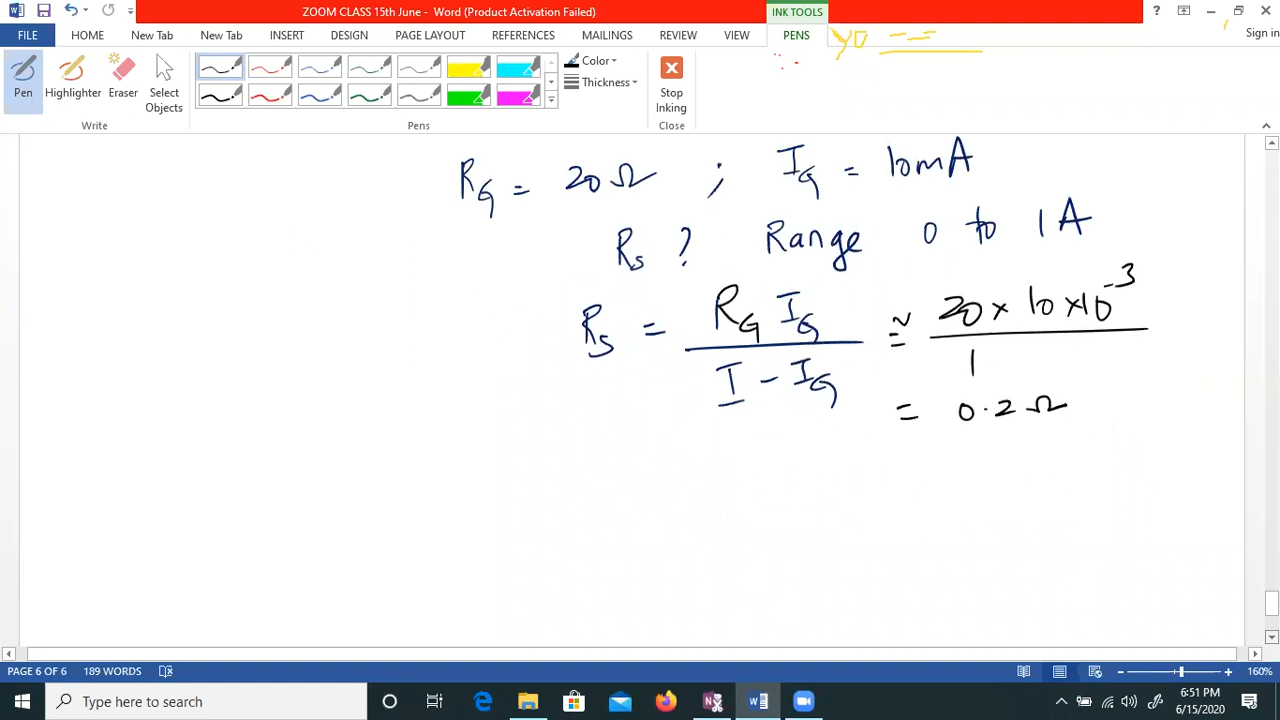 ZOOM CLASS 15th June - Word (Product Activation Failed)
INK TOOLS
?
FILE HOME New Tab New Tab INSERT DESIGN PAGE LAYOUT REFERENCES MAILINGS REVIEW VIEW PENS
Sign in
Pen Highlighter Eraser Select Objects
Color
Thickness
Stop Inking
Write Pens Close
R_G = 20 Ω ; I_G = 10mA
R_s ? Range 0 to 1 A
R_S = R_G I_G / I - I_G ≅ 20 × 10 × 10^-3 / 1
= 0.2 Ω
PAGE 6 OF 6 189 WORDS 160%
Type here to search
6:51 PM
6/15/2020